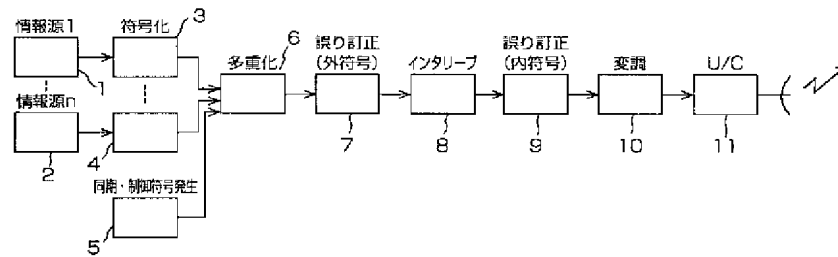 情報源1
1
情報源n
2
符号化
3
4
同期・制御符号発生
5
多重化
6
誤り訂正
(外符号)
7
インタリーブ
8
誤り訂正
(内符号)
9
変調
10
U/C
11